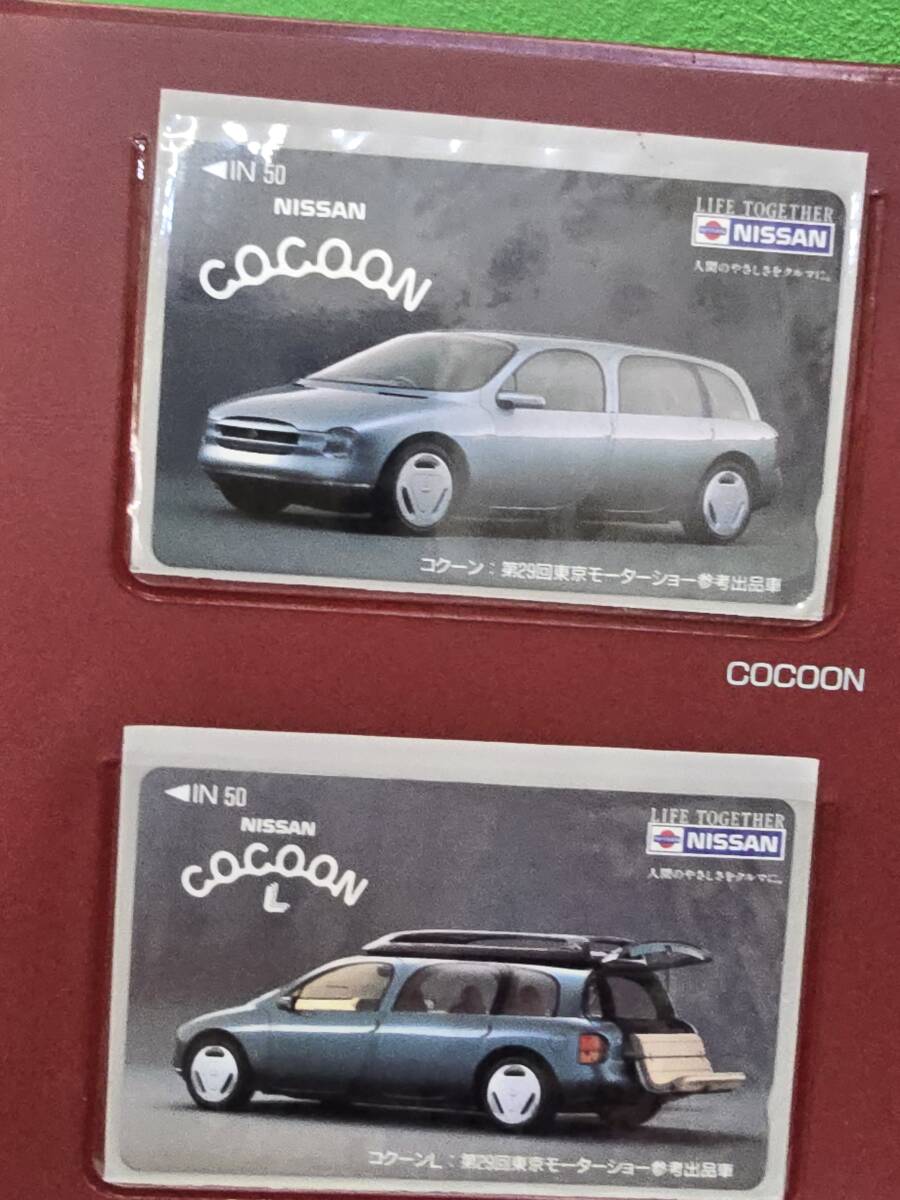 ◀IN 50
NISSAN
COCOON
LIFE TOGETHER
NISSAN
人間のやさしさをクルマに。
コクーン：第29回東京モーターショー参考出品車
COCOON
◀IN 50
NISSAN
COCOON
L
LIFE TOGETHER
NISSAN
人間のやさしさをクルマに。
コクーンL：第29回東京モーターショー参考出品車